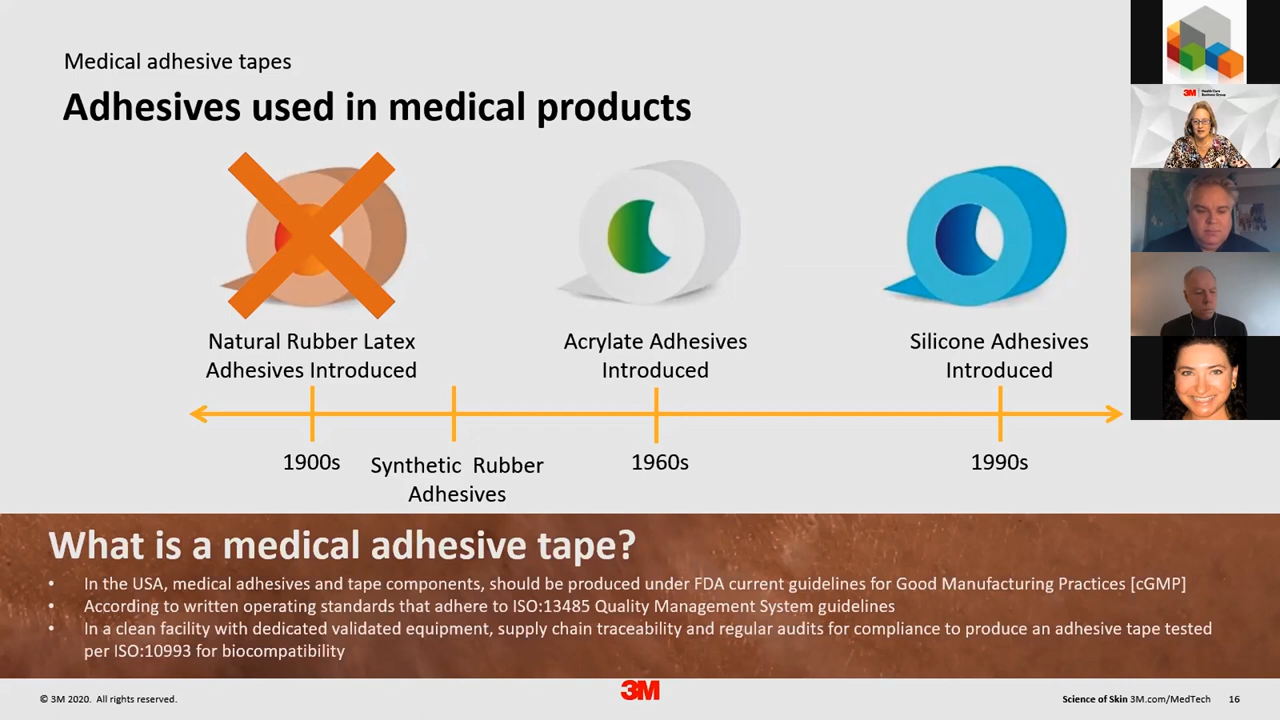 Medical adhesive tapes
Adhesives used in medical products
Natural Rubber Latex
Adhesives Introduced
Acrylate Adhesives
Introduced
Silicone Adhesives
Introduced
1900s
Synthetic Rubber
Adhesives
1960s
1990s
What is a medical adhesive tape?
• In the USA, medical adhesives and tape components, should be produced under FDA current guidelines for Good Manufacturing Practices [cGMP]
• According to written operating standards that adhere to ISO:13485 Quality Management System guidelines
• In a clean facility with dedicated validated equipment, supply chain traceability and regular audits for compliance to produce an adhesive tape tested
per ISO:10993 for biocompatibility
© 3M 2020. All rights reserved.
3M
Science of Skin 3M.com/MedTech 16
3M Health Care
Business Group